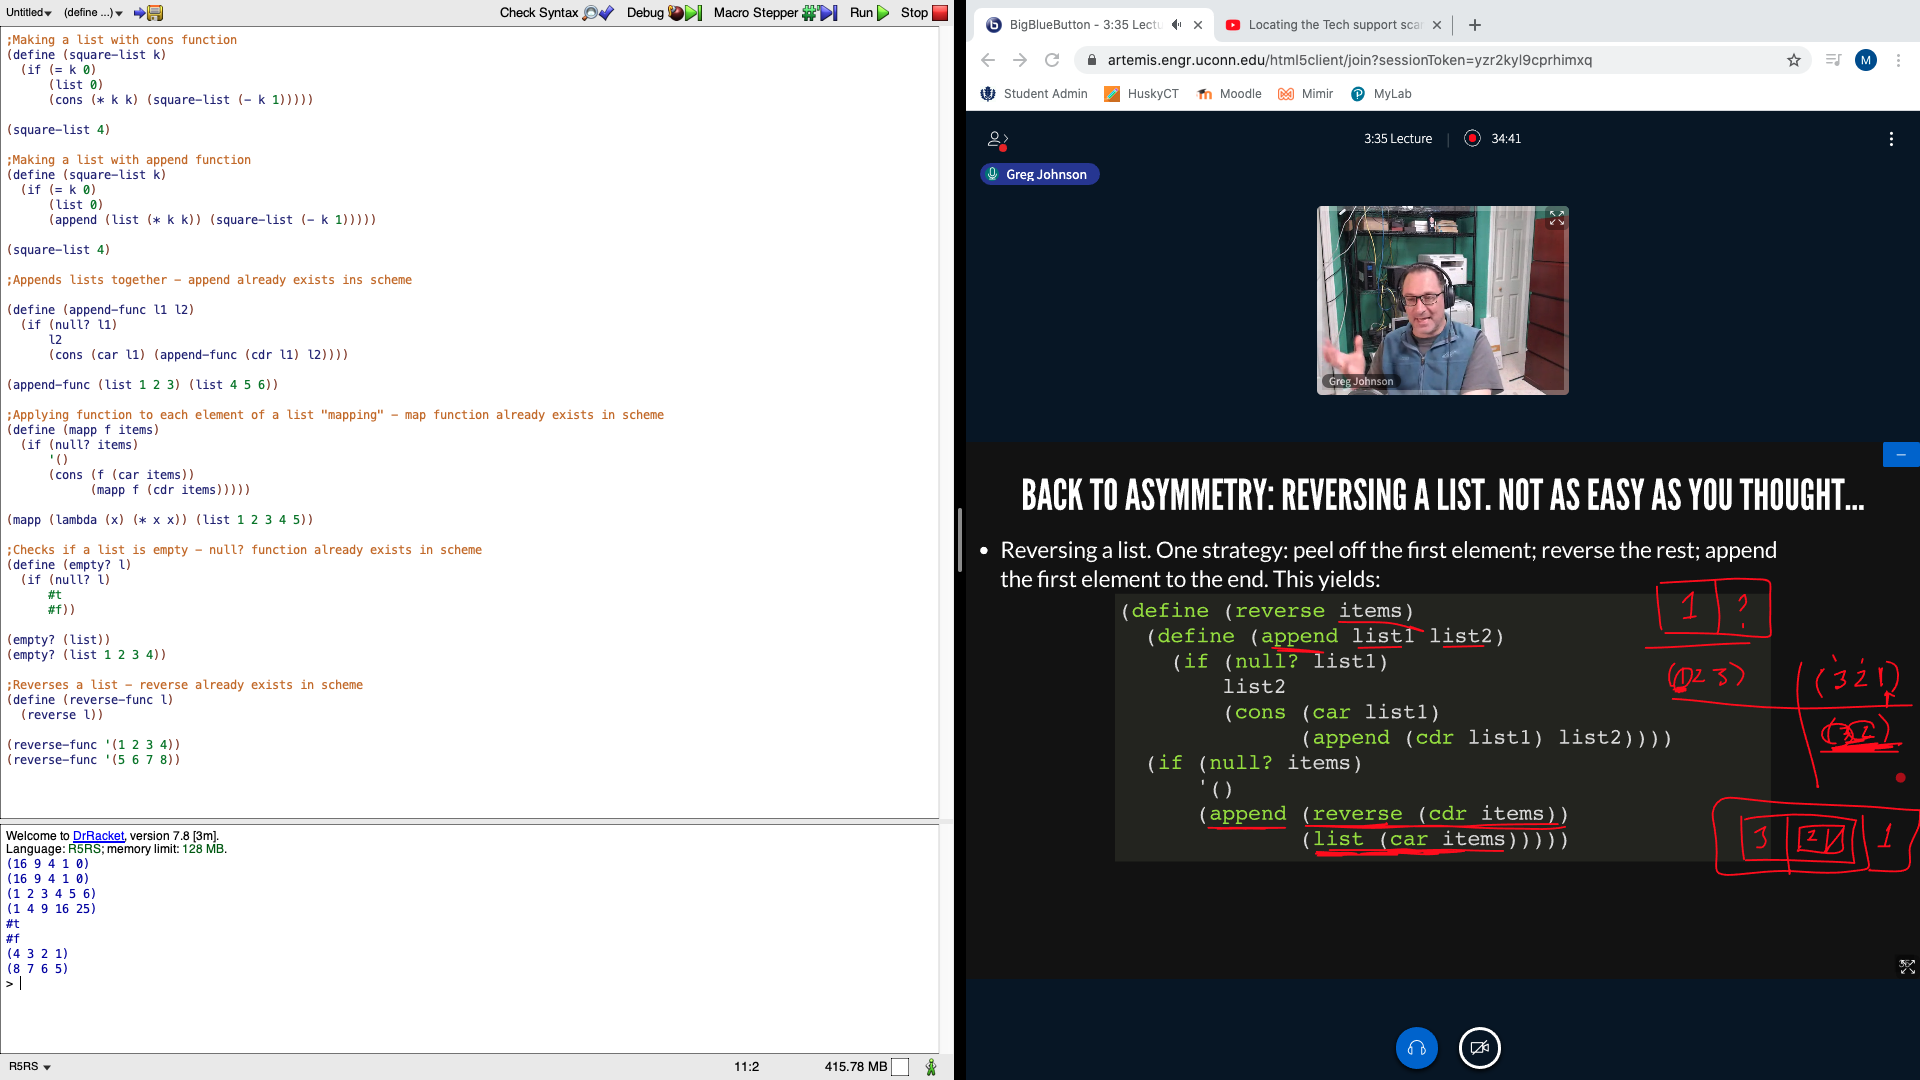 Untitled
(define ...)
Check Syntax
Debug
Macro Stepper
Run
Stop
;Making a list with cons function
(define (square-list k)
  (if (= k 0)
      (list 0)
      (cons (* k k) (square-list (- k 1)))))
(square-list 4)
;Making a list with append function
(define (square-list k)
  (if (= k 0)
      (list 0)
      (append (list (* k k)) (square-list (- k 1)))))
(square-list 4)
;Appends lists together - append already exists ins scheme
(define (append-func l1 l2)
  (if (null? l1)
      l2
      (cons (car l1) (append-func (cdr l1) l2))))
(append-func (list 1 2 3) (list 4 5 6))
;Applying function to each element of a list "mapping" - map function already exists in scheme
(define (mapp f items)
  (if (null? items)
      '()
      (cons (f (car items))
            (mapp f (cdr items)))))
(mapp (lambda (x) (* x x)) (list 1 2 3 4 5))
;Checks if a list is empty - null? function already exists in scheme
(define (empty? l)
  (if (null? l)
      #t
      #f))
(empty? (list))
(empty? (list 1 2 3 4))
;Reverses a list - reverse already exists in scheme
(define (reverse-func l)
  (reverse l))
(reverse-func '(1 2 3 4))
(reverse-func '(5 6 7 8))
Welcome to DrRacket, version 7.8 [3m].
Language: R5RS; memory limit: 128 MB.
(16 9 4 1 0)
(16 9 4 1 0)
(1 2 3 4 5 6)
(1 4 9 16 25)
#t
#f
(4 3 2 1)
(8 7 6 5)
>
R5RS
11:2
415.78 MB
BigBlueButton - 3:35 Lectu
Locating the Tech support scar
artemis.engr.uconn.edu/html5client/join?sessionToken=yzr2kyl9cprhimxq
M
Student Admin
HuskyCT
Moodle
Mimir
MyLab
3:35 Lecture
34:41
Greg Johnson
Greg Johnson
BACK TO ASYMMETRY: REVERSING A LIST. NOT AS EASY AS YOU THOUGHT...
• Reversing a list. One strategy: peel off the first element; reverse the rest; append
the first element to the end. This yields:
(define (reverse items)
  (define (append list1 list2)
    (if (null? list1)
        list2
        (cons (car list1)
              (append (cdr list1) list2))))
  (if (null? items)
      '()
      (append (reverse (cdr items))
              (list (car items)))))
1 ?
(1 2 3)
(3 2 1)
(3 2)
3 2 1